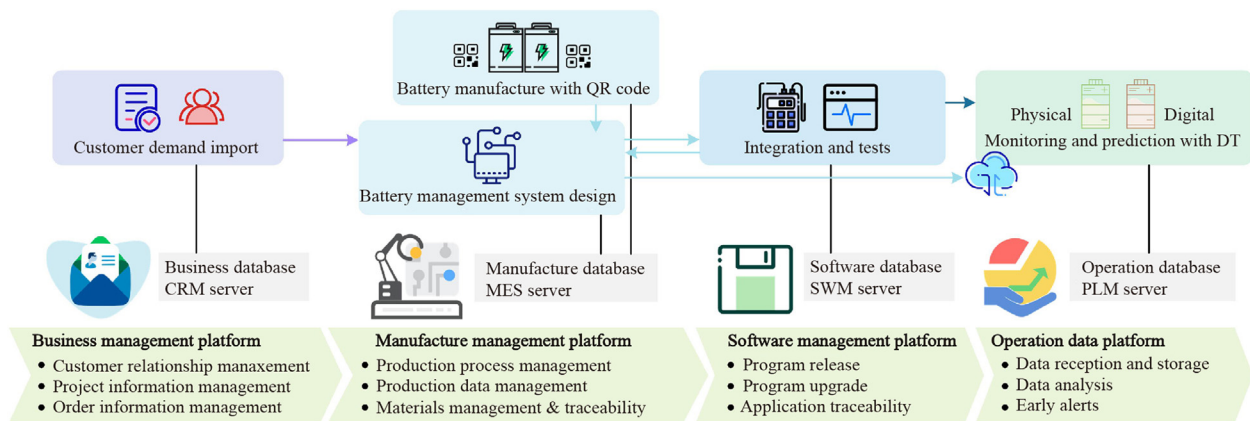 Battery manufacture with QR code
Customer demand import
Battery management system design
Integration and tests
Physical
Digital
Monitoring and prediction with DT
Business database
CRM server
Manufacture database
MES server
Software database
SWM server
Operation database
PLM server
Business management platform
• Customer relationship manaxement
• Project information management
• Order information management
Manufacture management platform
• Production process management
• Production data management
• Materials management & traceability
Software management platform
• Program release
• Program upgrade
• Application traceability
Operation data platform
• Data reception and storage
• Data analysis
• Early alerts